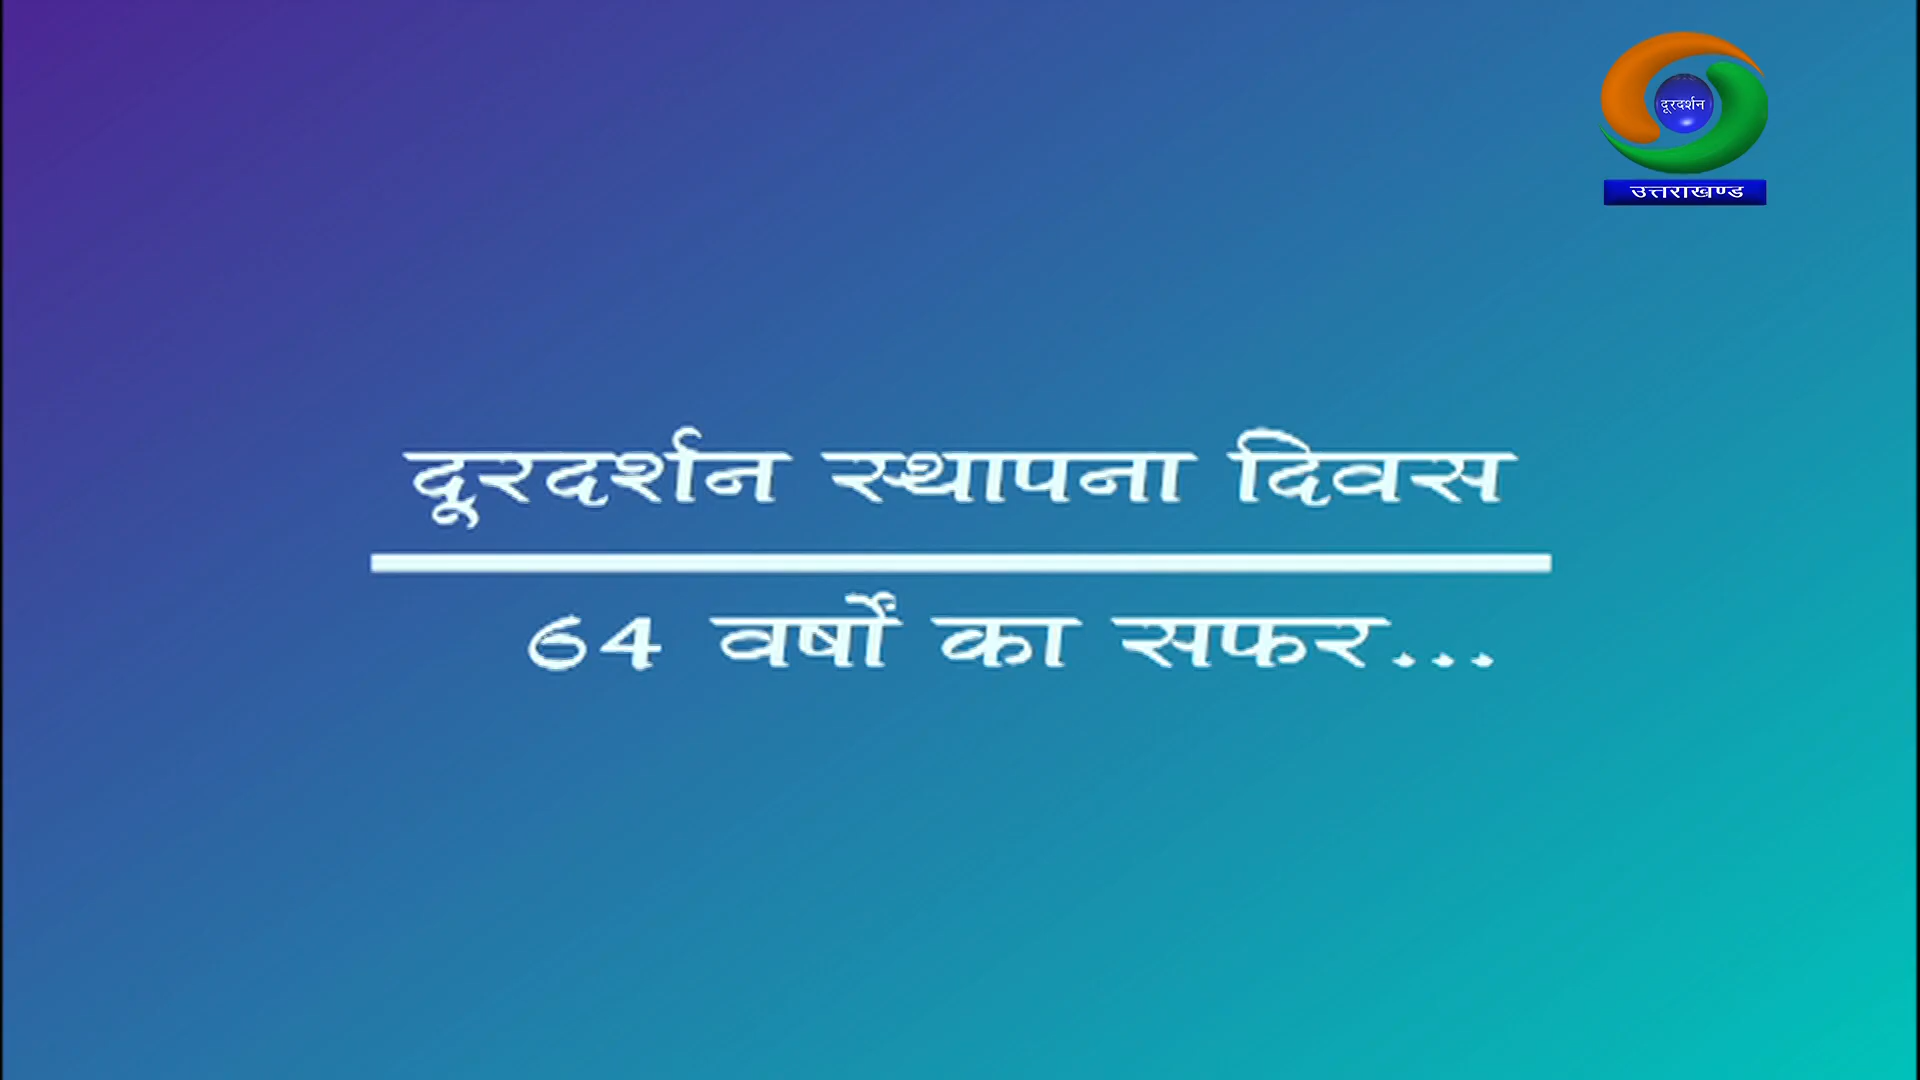 दूरदर्शन
उत्तराखण्ड
दूरदर्शन स्थापना दिवस
64 वर्षों का सफर...